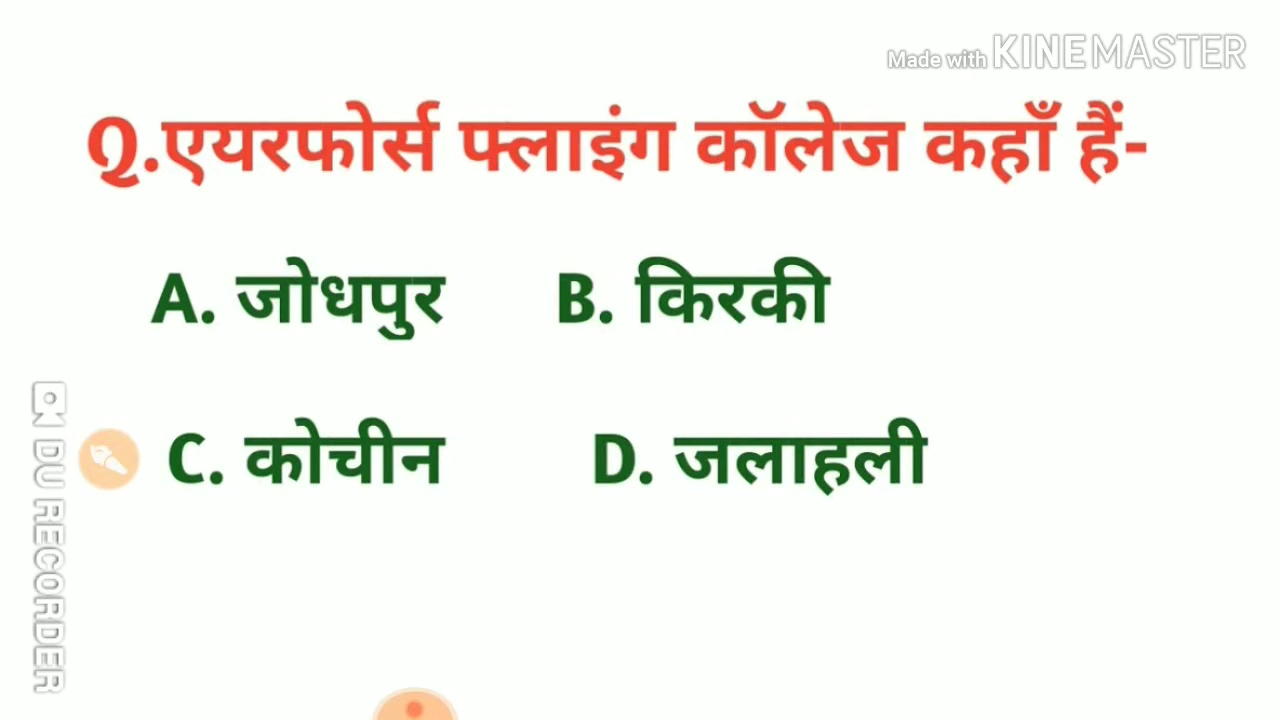 Made with KINEMASTER
Q.एयरफोर्स फ्लाइंग कॉलेज कहाँ हैं-
A. जोधपुर B. किरकी
C. कोचीन D. जलाहली
DU RECORDER